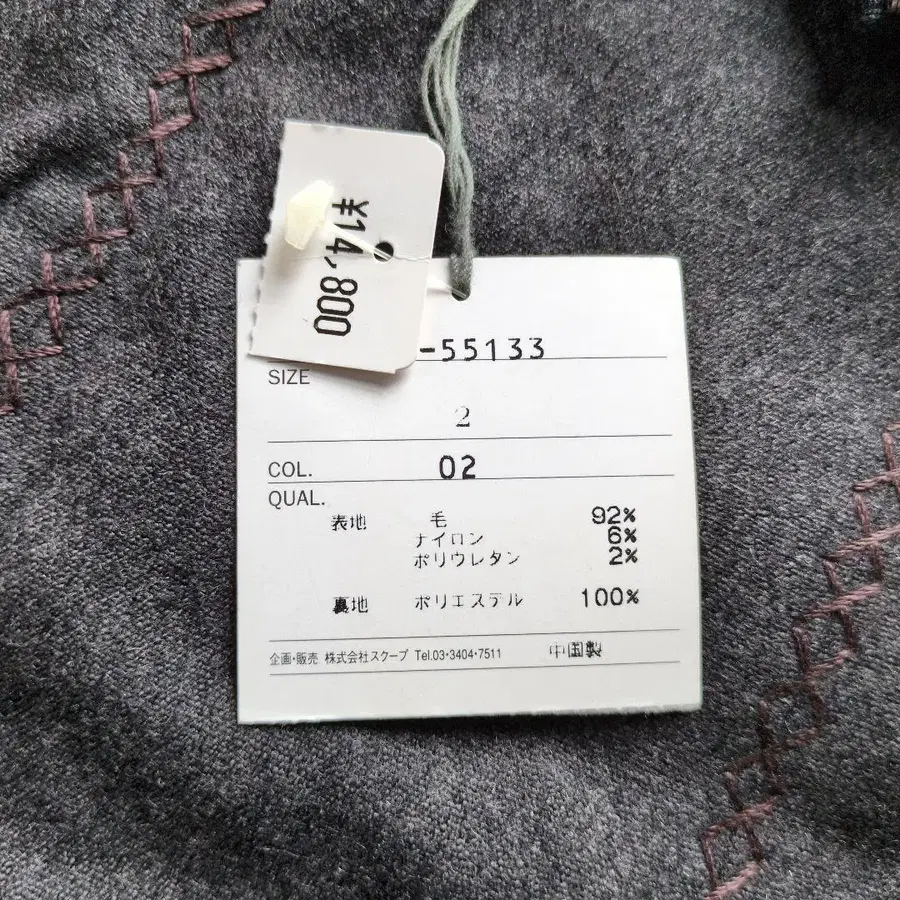 ¥14,800
-55133
SIZE
2
COL. 02
QUAL.
表地 毛 92%
ナイロン 6%
ポリウレタン 2%
裏地 ポリエステル 100%
企画・販売 株式会社スクープ Tel.03・3404・7511 中国製